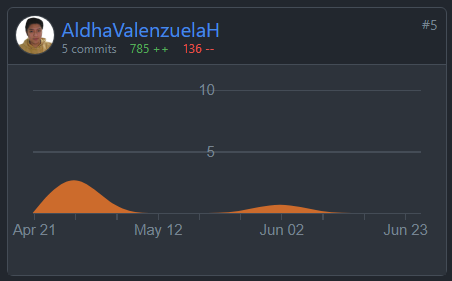 AldhaValenzuelaH
#5
5 commits 785 ++ 136 --
10
5
Apr 21 May 12 Jun 02 Jun 23